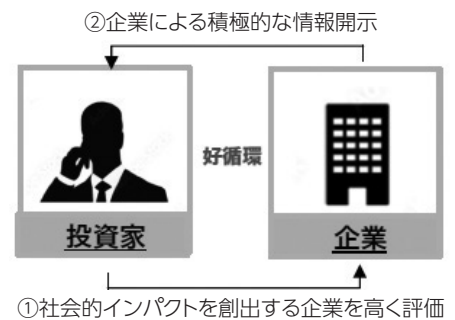 ②企業による積極的な情報開示
好循環
投資家
企業
①社会的インパクトを創出する企業を高く評価